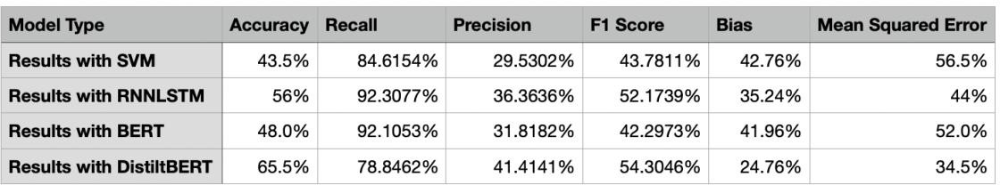 Model Type Accuracy Recall Precision F1 Score Bias Mean Squared Error
Results with SVM 43.5% 84.6154% 29.5302% 43.7811% 42.76% 56.5%
Results with RNNLSTM 56% 92.3077% 36.3636% 52.1739% 35.24% 44%
Results with BERT 48.0% 92.1053% 31.8182% 42.2973% 41.96% 52.0%
Results with DistiltBERT 65.5% 78.8462% 41.4141% 54.3046% 24.76% 34.5%